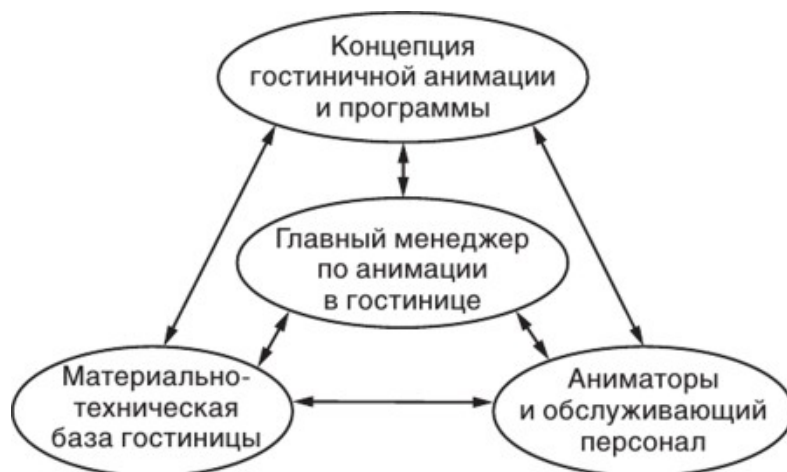 Концепция
гостиничной анимации
и программы
Главный менеджер
по анимации
в гостинице
Материально-
техническая
база гостиницы
Аниматоры
и обслуживающий
персонал